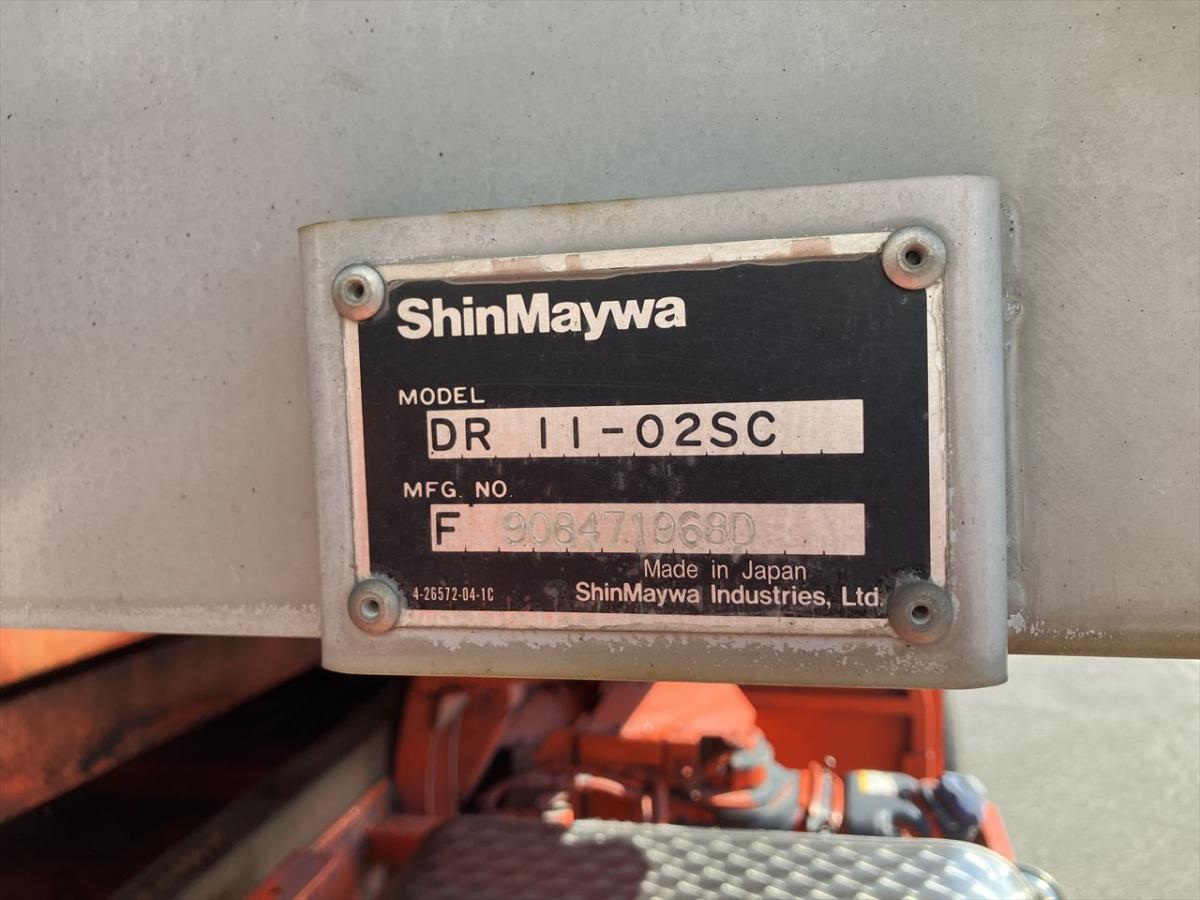 ShinMaywa
MODEL
DR 11-02SC
MFG. NO.
F 908471968D
Made in Japan
4-26572-04-1C
ShinMaywa Industries, Ltd.